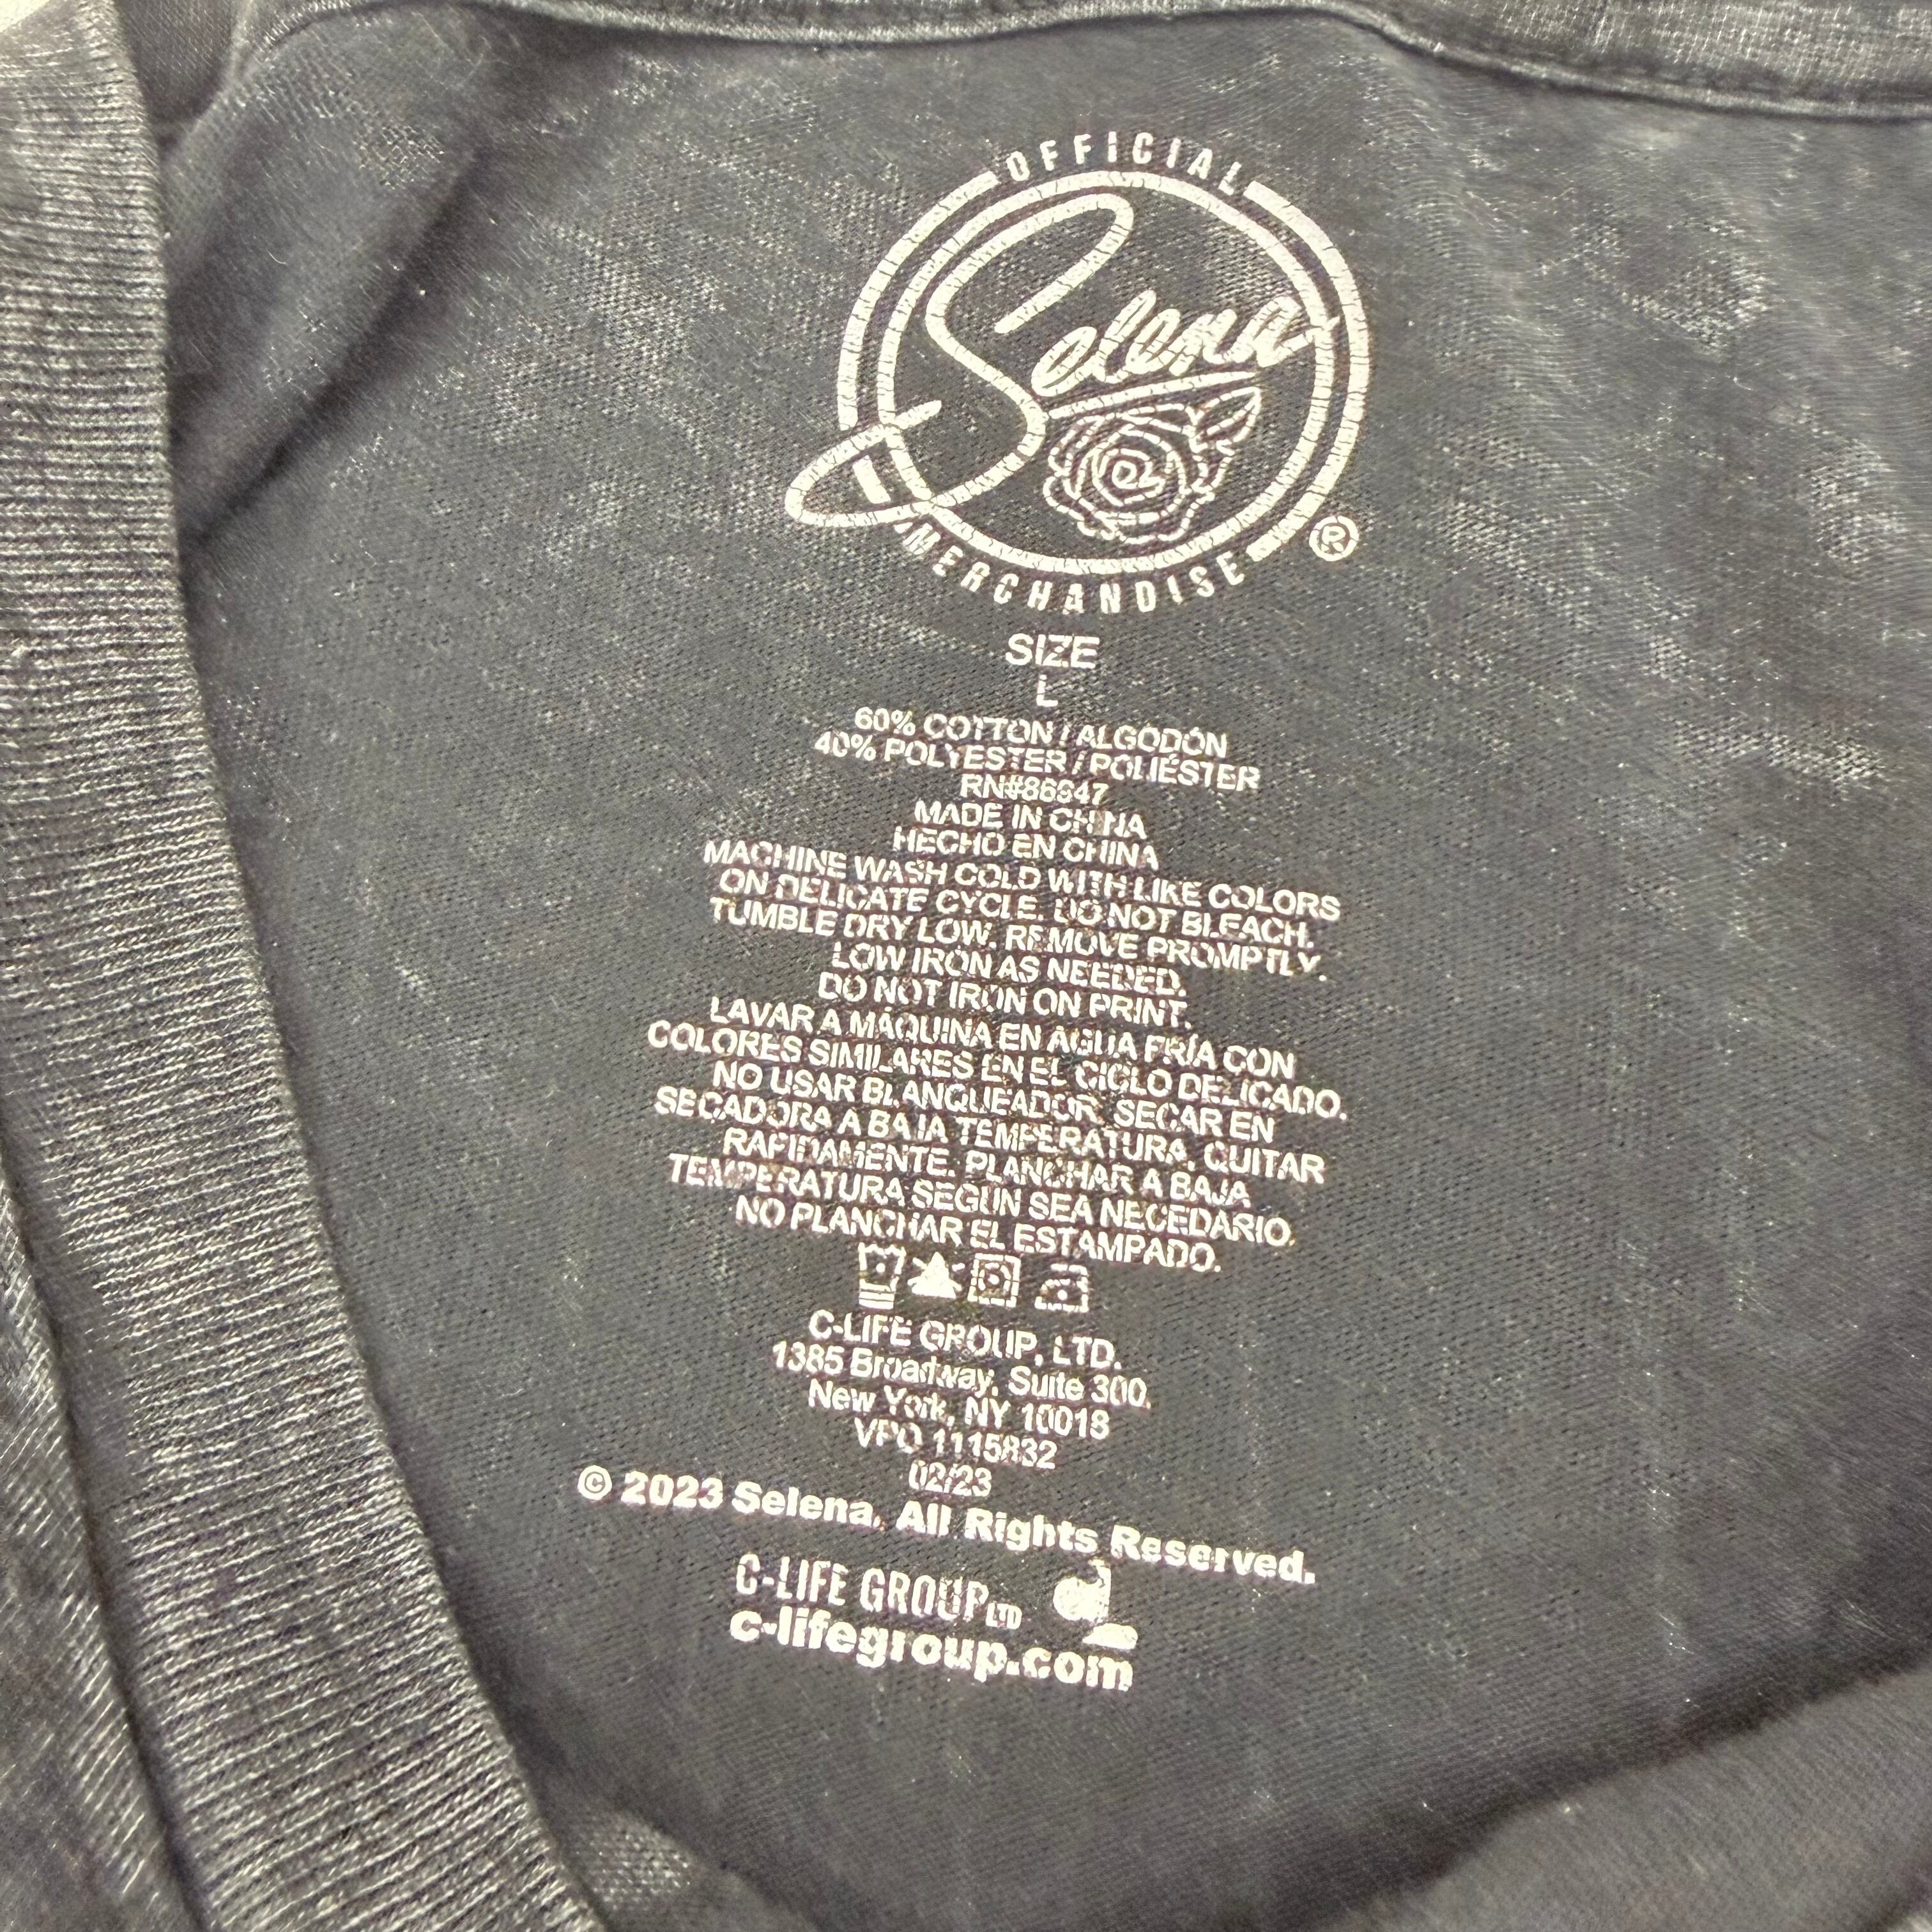 OFFICIAL
Selena
MERCHANDISE
®
SIZE
L
60% COTTON / ALGODÓN
40% POLYESTER / POLIÉSTER
RN#86947
MADE IN CHINA
HECHO EN CHINA
MACHINE WASH COLD WITH LIKE COLORS
ON DELICATE CYCLE. DO NOT BLEACH.
TUMBLE DRY LOW. REMOVE PROMPTLY.
LOW IRON AS NEEDED.
DO NOT IRON ON PRINT.
LAVAR A MÁQUINA EN AGUA FRÍA CON
COLORES SIMILARES EN EL CICLO DELICADO.
NO USAR BLANQUEADOR. SECAR EN
SECADORA A BAJA TEMPERATURA, QUITAR
RAPIDAMENTE. PLANCHAR A BAJA
TEMPERATURA SEGÚN SEA NECEDARIO.
NO PLANCHAR EL ESTAMPADO.
C-LIFE GROUP, LTD.
1385 Broadway, Suite 300,
New York, NY 10018
VPO 1115832
02/23
© 2023 Selena. All Rights Reserved.
C-LIFE GROUP LTD
c-lifegroup.com